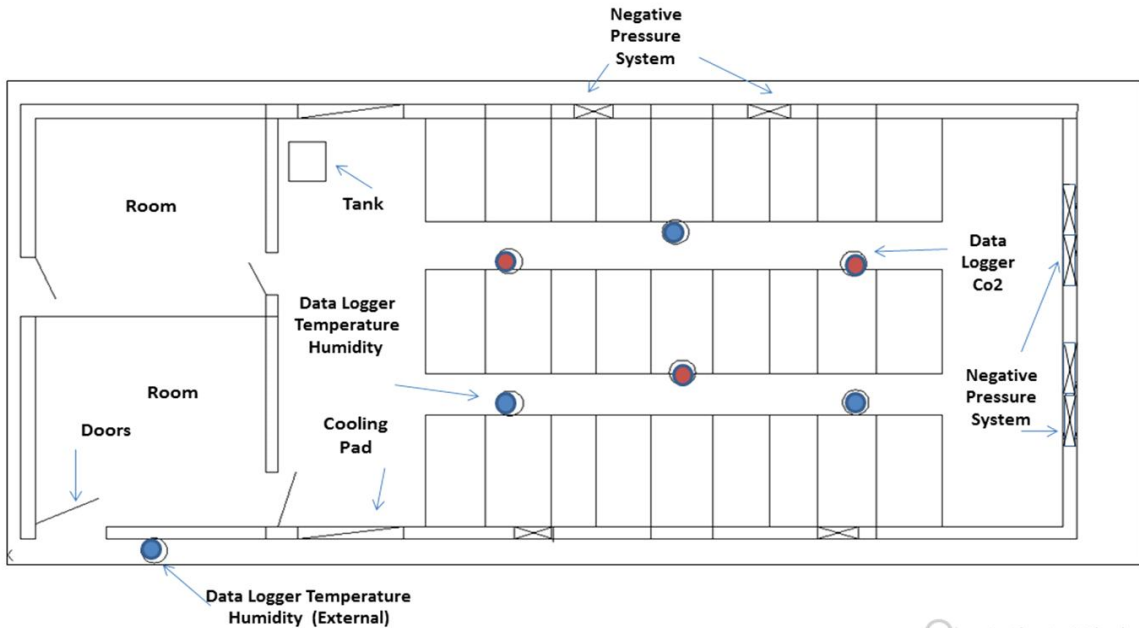 Negative
Pressure
System
Room
Tank
Data
Logger
Co2
Data Logger
Temperature
Humidity
Room
Negative
Pressure
System
Doors
Cooling
Pad
Data Logger Temperature
Humidity (External)